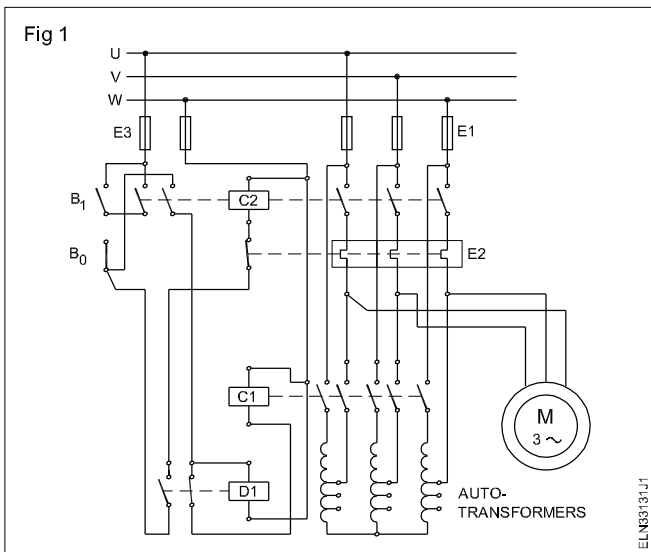 Fig 1
U
V
W
E3
E1
B1
C2
B0
E2
C1
M
3 ~
D1
AUTO-
TRANSFORMERS
ELN33131J1